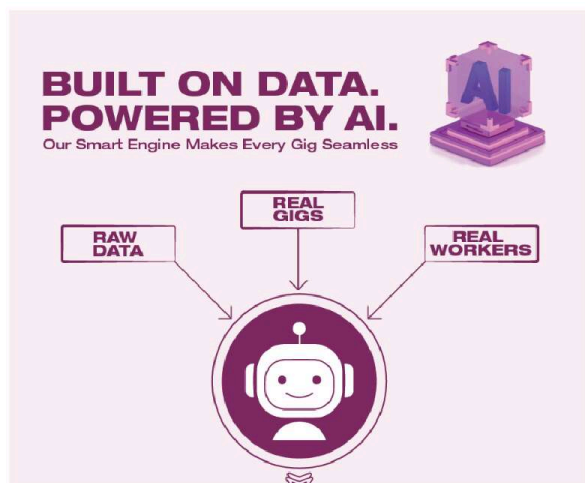 BUILT ON DATA.
POWERED BY AI.
Our Smart Engine Makes Every Gig Seamless
AI
REAL
GIGS
RAW
DATA
REAL
WORKERS